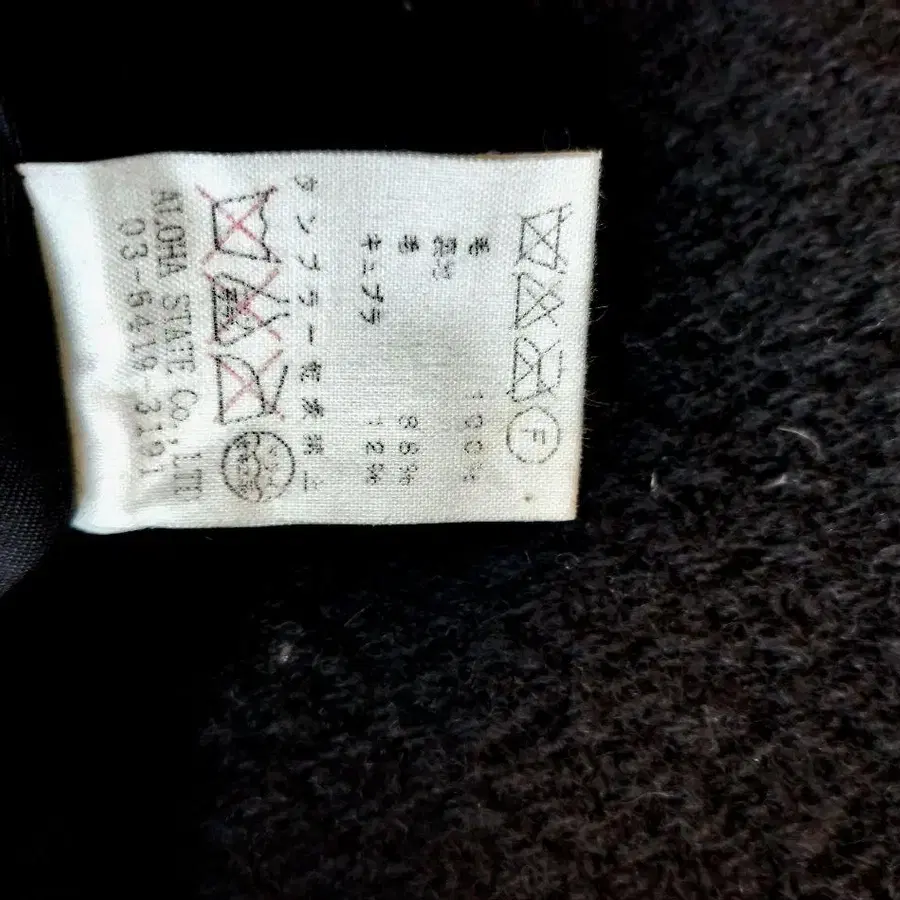 F
毛 100%
毛 88%
キュプラ 12%
タンブラー乾燥禁止
ALOHA STATE Co., LTD
03-6419-3191